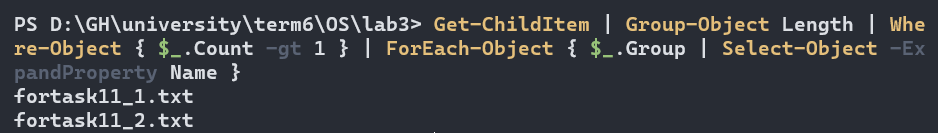 PS D:\GH\university\term6\OS\lab3> Get-ChildItem | Group-Object Length | Whe
re-Object { $_.Count -gt 1 } | ForEach-Object { $_.Group | Select-Object -Ex
pandProperty Name }
fortask11_1.txt
fortask11_2.txt